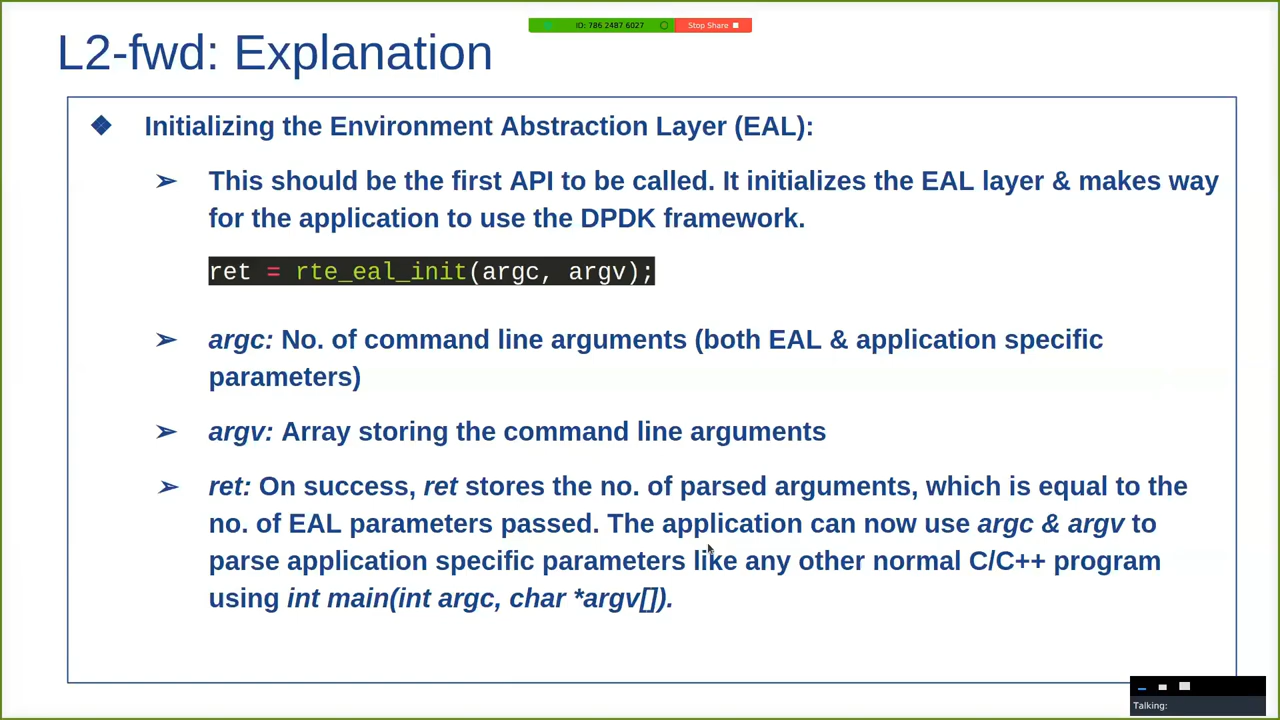 ID: 786 2487 6027 Stop Share
L2-fwd: Explanation
❖ Initializing the Environment Abstraction Layer (EAL):
➢ This should be the first API to be called. It initializes the EAL layer & makes way
for the application to use the DPDK framework.
ret = rte_eal_init(argc, argv);
➢ argc: No. of command line arguments (both EAL & application specific
parameters)
➢ argv: Array storing the command line arguments
➢ ret: On success, ret stores the no. of parsed arguments, which is equal to the
no. of EAL parameters passed. The application can now use argc & argv to
parse application specific parameters like any other normal C/C++ program
using int main(int argc, char *argv[]).
Talking: